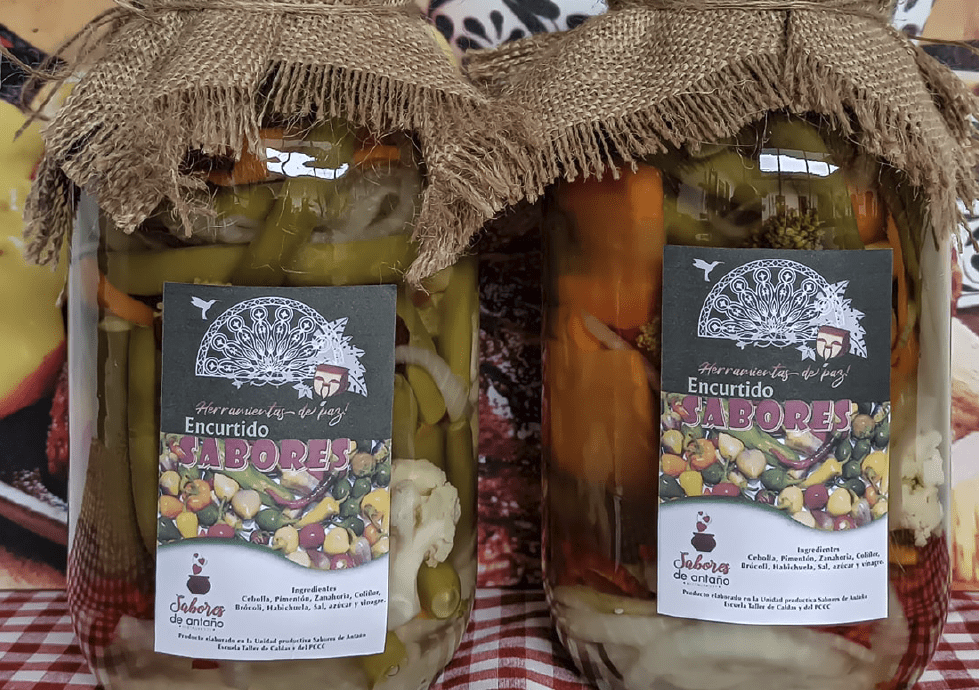 Herramientas de paz!
Encurtido
SABORES
Ingredientes
Cebolla, Pimentón, Zanahoria, Coliflor,
Brócoli, Habichuela, Sal, azúcar y vinagre.
Sabores
de antaño
Producto elaborado en la Unidad productiva Sabores de Antaño
Escuela Taller de Caldas y del PCCC
Herramientas de paz!
Encurtido
SABORES
Ingredientes
Cebolla, Pimentón, Zanahoria, Coliflor,
Brócoli, Habichuela, Sal, azúcar y vinagre.
Sabores
de antaño
Producto elaborado en la Unidad productiva Sabores de Antaño
Escuela Taller de Caldas y del PCCC